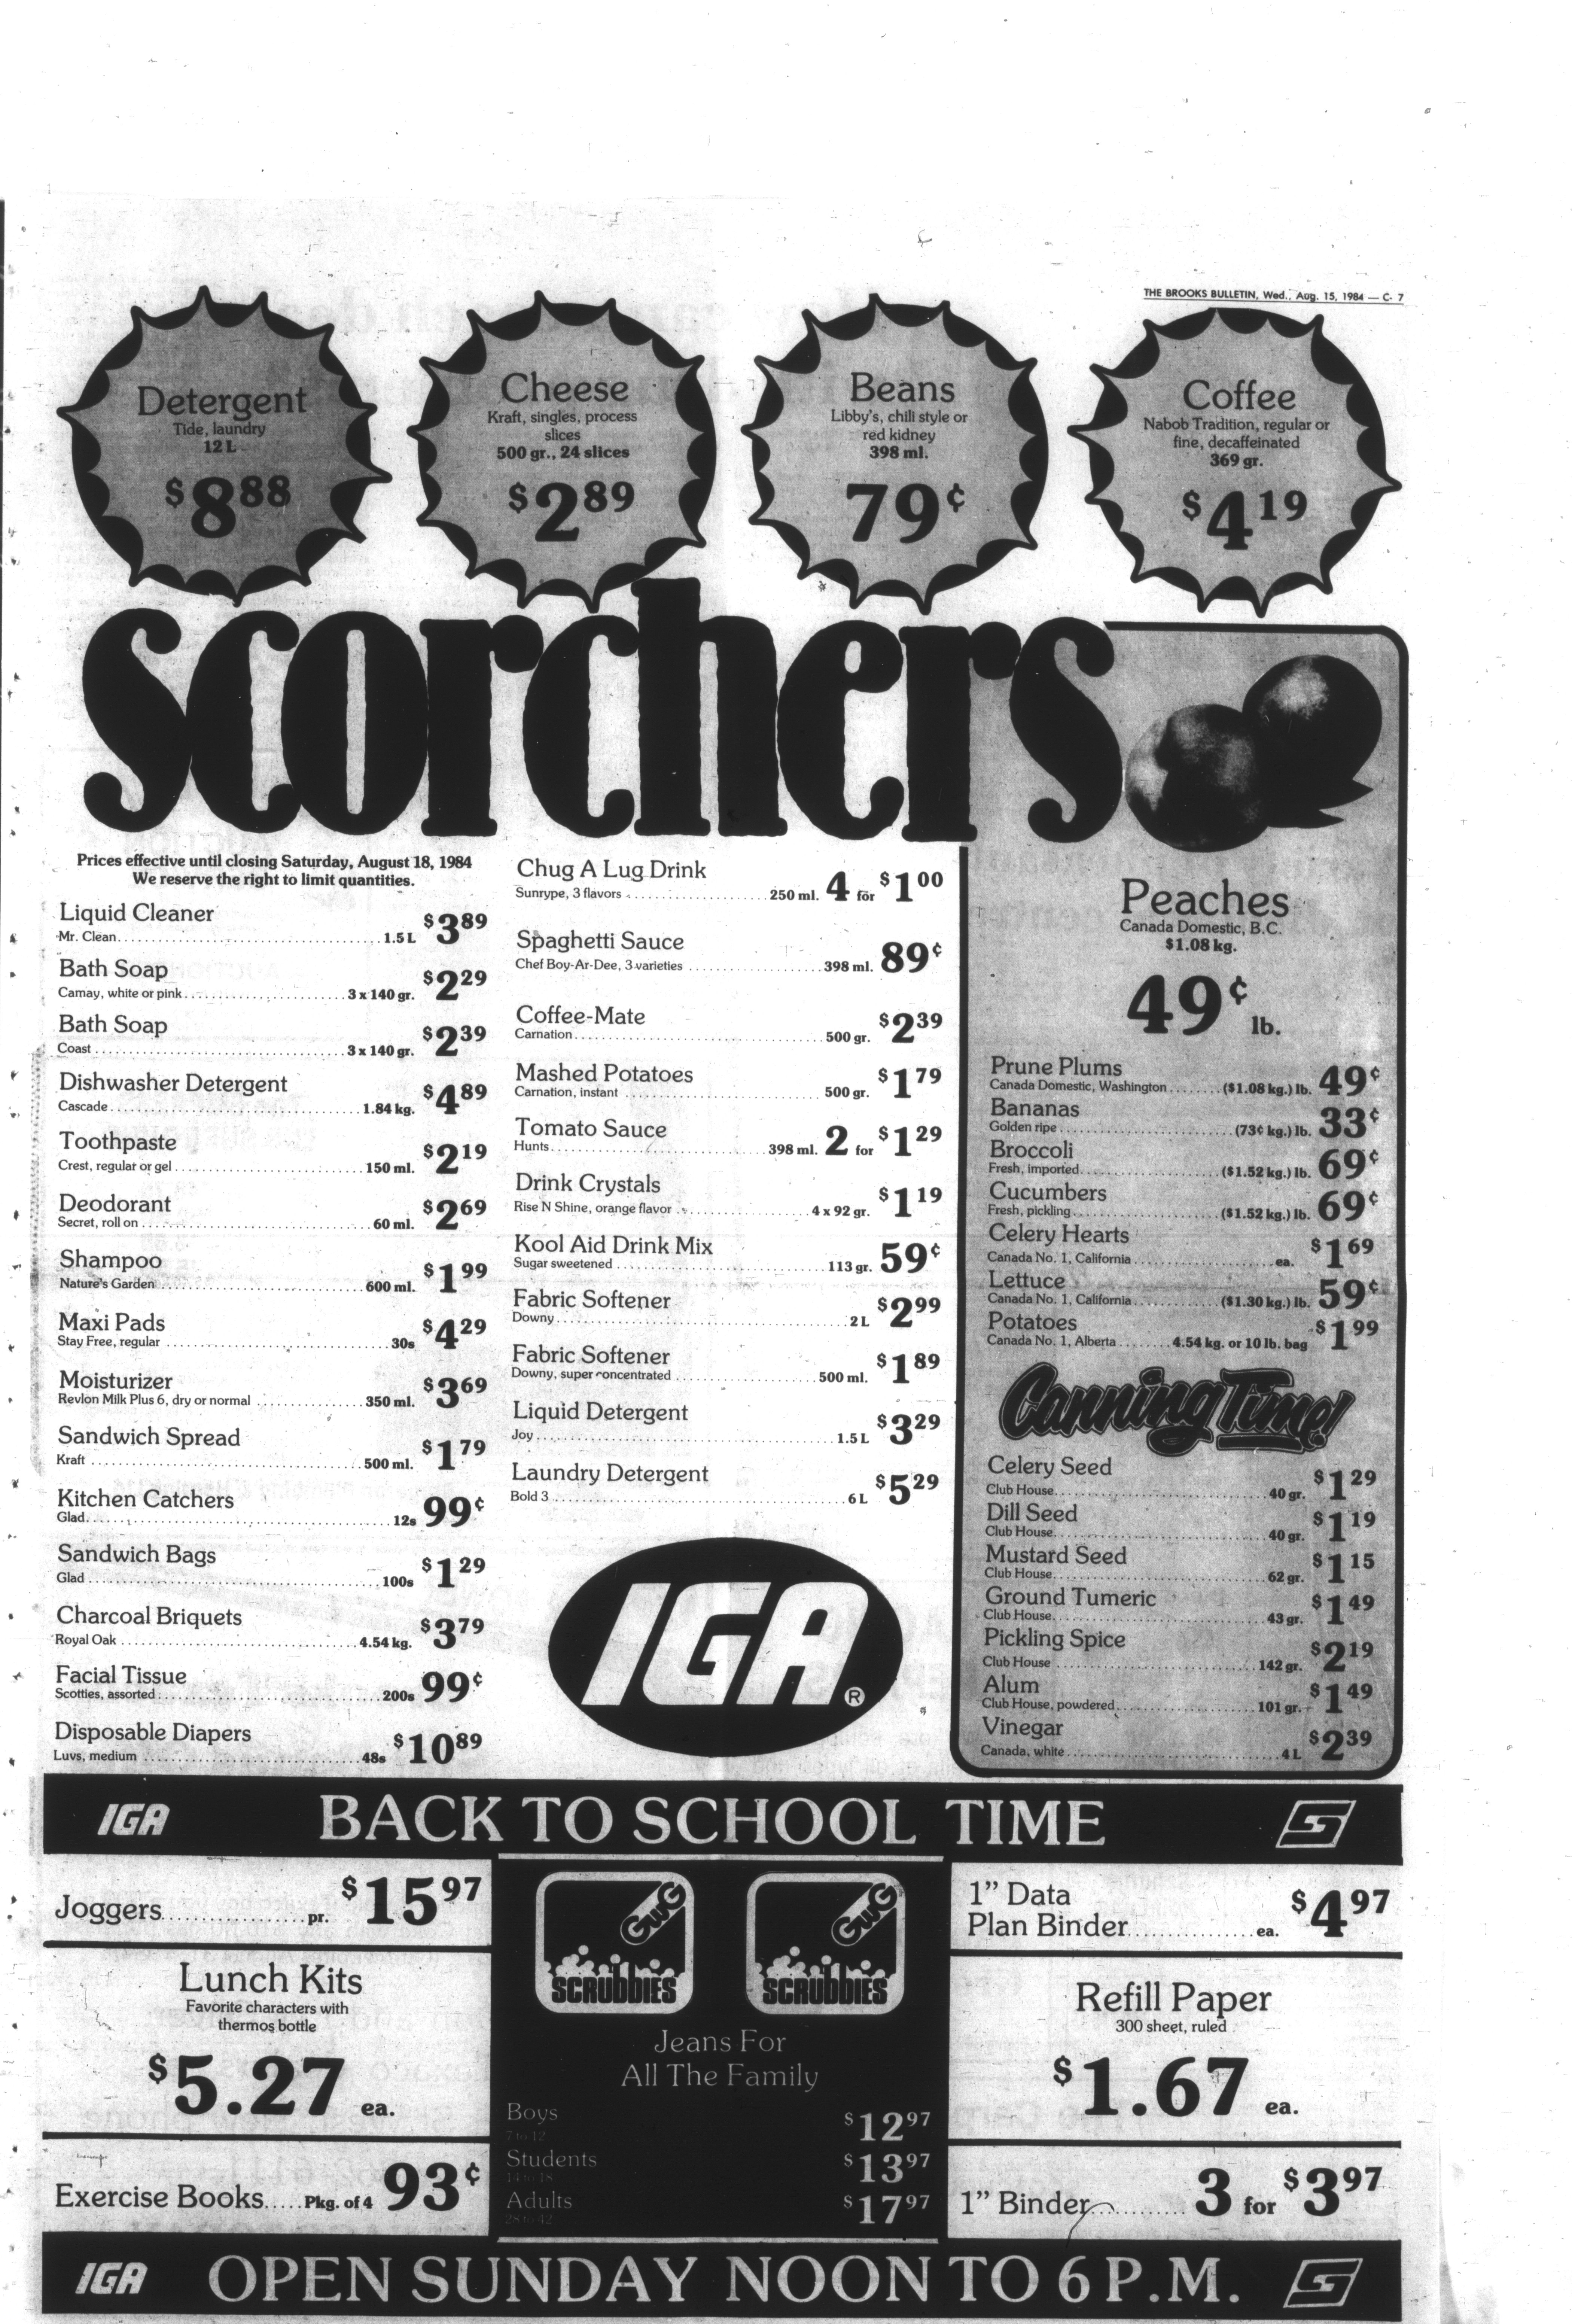 THE BROOKS BULLETIN, Wed., Aug. 15, 1984 — C- 7
Detergent
Tide, laundry
12 L
$8 88
Cheese
Kraft, singles, process
slices
500 gr., 24 slices
$2 89
Beans
Libby's, chili style or
red kidney
398 ml.
79¢
Coffee
Nabob Tradition, regular or
fine, decaffeinated
369 gr.
$4 19
scorchers
Prices effective until closing Saturday, August 18, 1984
We reserve the right to limit quantities.
Liquid Cleaner
Mr. Clean 1.5 L $3 89
Bath Soap
Camay, white or pink 3 x 140 gr. $2 29
Bath Soap
Coast 3 x 140 gr. $2 39
Dishwasher Detergent
Cascade 1.84 kg. $4 89
Toothpaste
Crest, regular or gel 150 ml. $2 19
Deodorant
Secret, roll on 60 ml. $2 69
Shampoo
Nature's Garden 600 ml. $1 99
Maxi Pads
Stay Free, regular 30s $4 29
Moisturizer
Revlon Milk Plus 6, dry or normal 350 ml. $3 69
Sandwich Spread
Kraft 500 ml. $1 79
Kitchen Catchers
Glad 12s 99¢
Sandwich Bags
Glad 100s $1 29
Charcoal Briquets
Royal Oak 4.54 kg. $3 79
Facial Tissue
Scotties, assorted 200s 99¢
Disposable Diapers
Luvs, medium 48s $10 89
Chug A Lug Drink
Sunrype, 3 flavors 250 ml. 4 for $1 00
Spaghetti Sauce
Chef Boy-Ar-Dee, 3 varieties 398 ml. 89¢
Coffee-Mate
Carnation 500 gr. $2 39
Mashed Potatoes
Carnation, instant 500 gr. $1 79
Tomato Sauce
Hunts 398 ml. 2 for $1 29
Drink Crystals
Rise N Shine, orange flavor 4 x 92 gr. $1 19
Kool Aid Drink Mix
Sugar sweetened 113 gr. 59¢
Fabric Softener
Downy 2 L $2 99
Fabric Softener
Downy, super concentrated 500 ml. $1 89
Liquid Detergent
Joy 1.5 L $3 29
Laundry Detergent
Bold 3 6 L $5 29
IGA ®
Peaches
Canada Domestic, B.C.
$1.08 kg.
49¢ lb.
Prune Plums
Canada Domestic, Washington ($1.08 kg.) lb. 49¢
Bananas
Golden ripe (73¢ kg.) lb. 33¢
Broccoli
Fresh, imported ($1.52 kg.) lb. 69¢
Cucumbers
Fresh, pickling ($1.52 kg.) lb. 69¢
Celery Hearts
Canada No. 1, California ea. $1 69
Lettuce
Canada No. 1, California ($1.30 kg.) lb. 59¢
Potatoes
Canada No. 1, Alberta 4.54 kg. or 10 lb. bag $1 99
Canning Time!
Celery Seed
Club House 40 gr. $1 29
Dill Seed
Club House 40 gr. $1 19
Mustard Seed
Club House 62 gr. $1 15
Ground Tumeric
Club House 43 gr. $1 49
Pickling Spice
Club House 142 gr. $2 19
Alum
Club House, powdered 101 gr. $1 49
Vinegar
Canada, white 4 L $2 39
IGA BACK TO SCHOOL TIME
Joggers pr. $15 97
Lunch Kits
Favorite characters with
thermos bottle
$5.27 ea.
Exercise Books Pkg. of 4 93¢
GWG
SCRUBBIES
GWG
SCRUBBIES
Jeans For
All The Family
Boys
7 to 12 $12 97
Students
14 to 18 $13 97
Adults
28 to 42 $17 97
1" Data
Plan Binder ea. $4 97
Refill Paper
300 sheet, ruled
$1.67 ea.
1" Binder 3 for $3 97
IGA OPEN SUNDAY NOON TO 6 P.M.